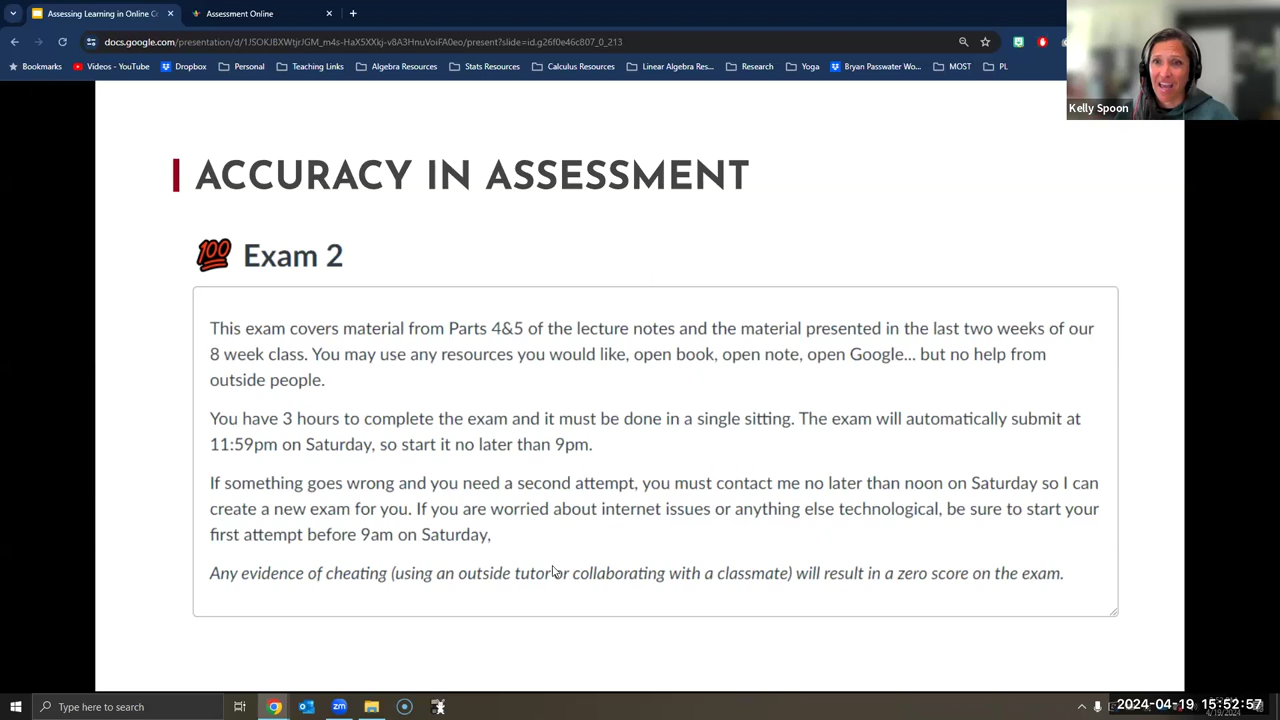 Assessing Learning in Online C
Assessment Online
docs.google.com/presentation/d/1JSOKJBXWtjrJGM_m4s-HaX5XXkj-v8A3HnuVoiFA0eo/present?slide=id.g26f0e46c807_0_213
Bookmarks
Videos - YouTube
Dropbox
Personal
Teaching Links
Algebra Resources
Stats Resources
Calculus Resources
Linear Algebra Res...
Research
Yoga
Bryan Passwater Wo...
MOST
PL
Kelly Spoon
ACCURACY IN ASSESSMENT
💯 Exam 2
This exam covers material from Parts 4&5 of the lecture notes and the material presented in the last two weeks of our
8 week class. You may use any resources you would like, open book, open note, open Google... but no help from
outside people.
You have 3 hours to complete the exam and it must be done in a single sitting. The exam will automatically submit at
11:59pm on Saturday, so start it no later than 9pm.
If something goes wrong and you need a second attempt, you must contact me no later than noon on Saturday so I can
create a new exam for you. If you are worried about internet issues or anything else technological, be sure to start your
first attempt before 9am on Saturday,
Any evidence of cheating (using an outside tutor or collaborating with a classmate) will result in a zero score on the exam.
Type here to search
zm
2024-04-19 15:52:57